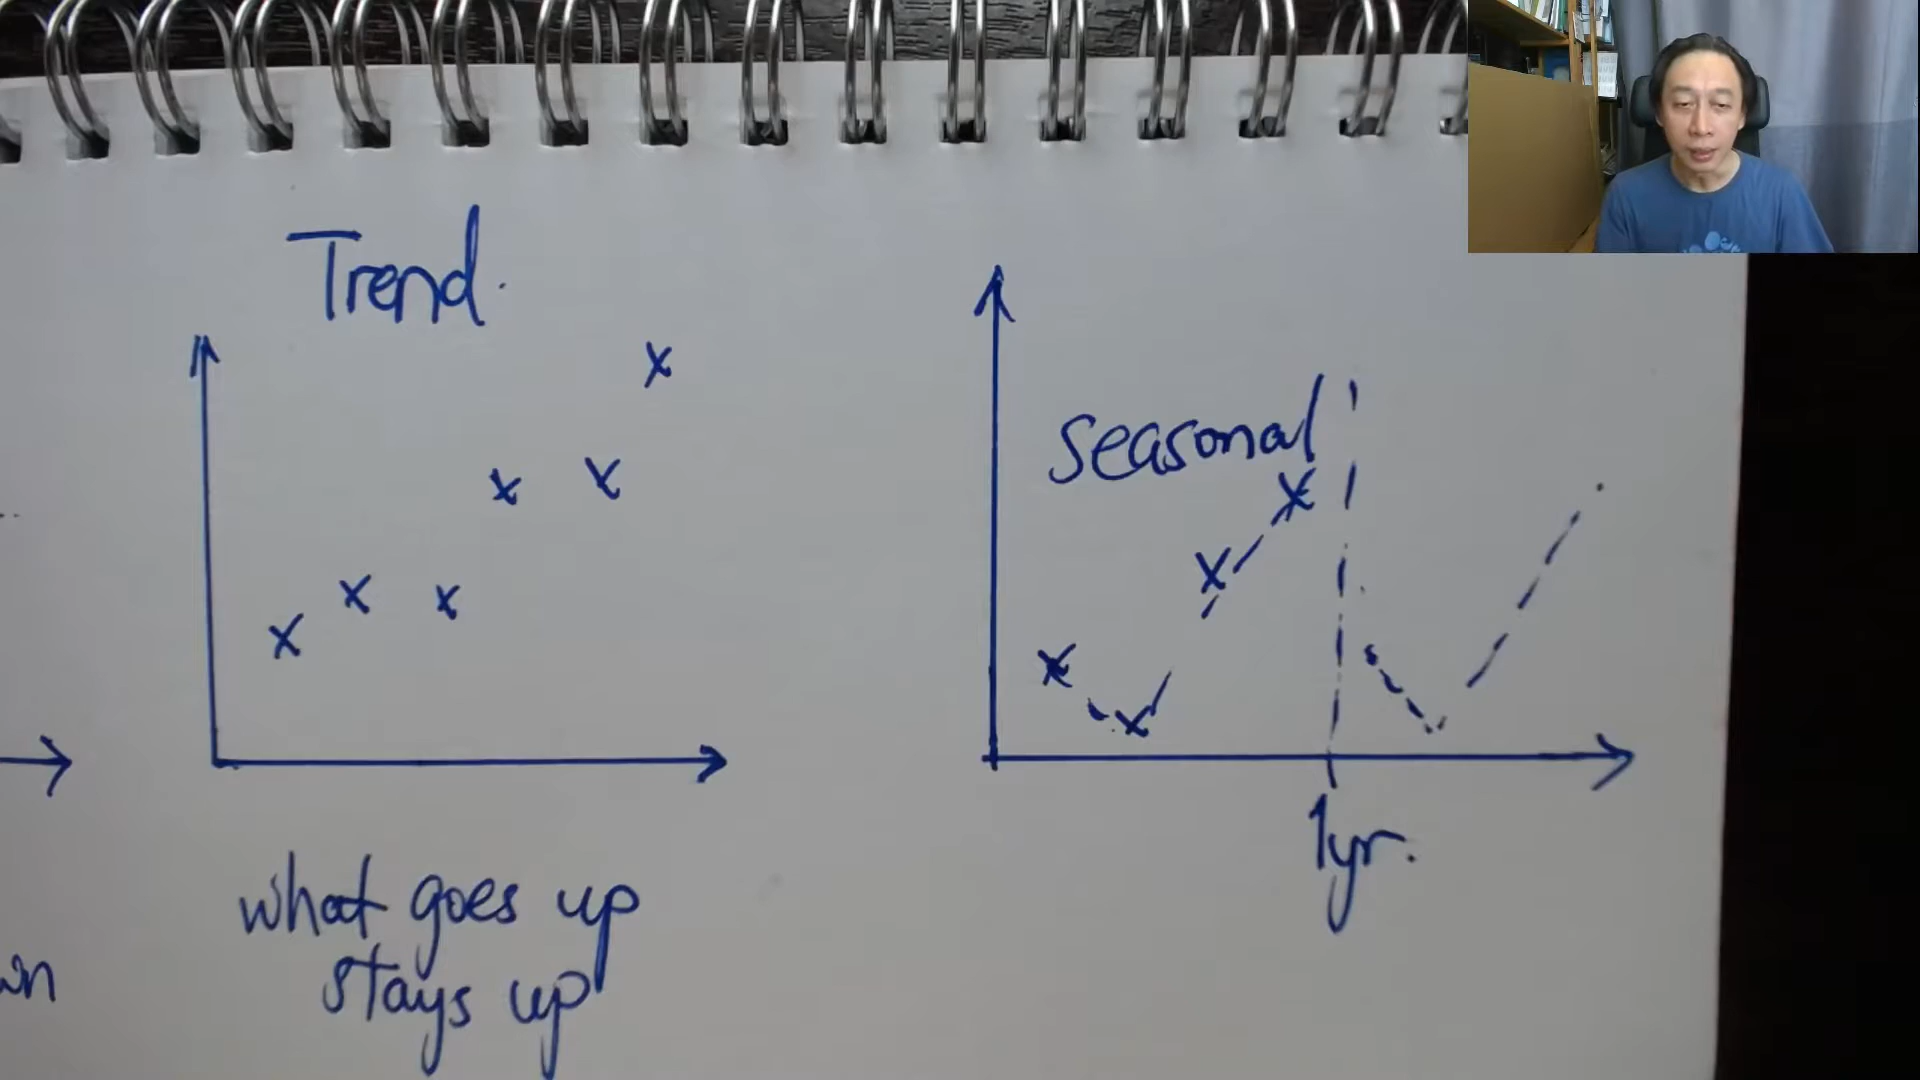 Trend.
seasonal
1yr.
what goes up
stays up